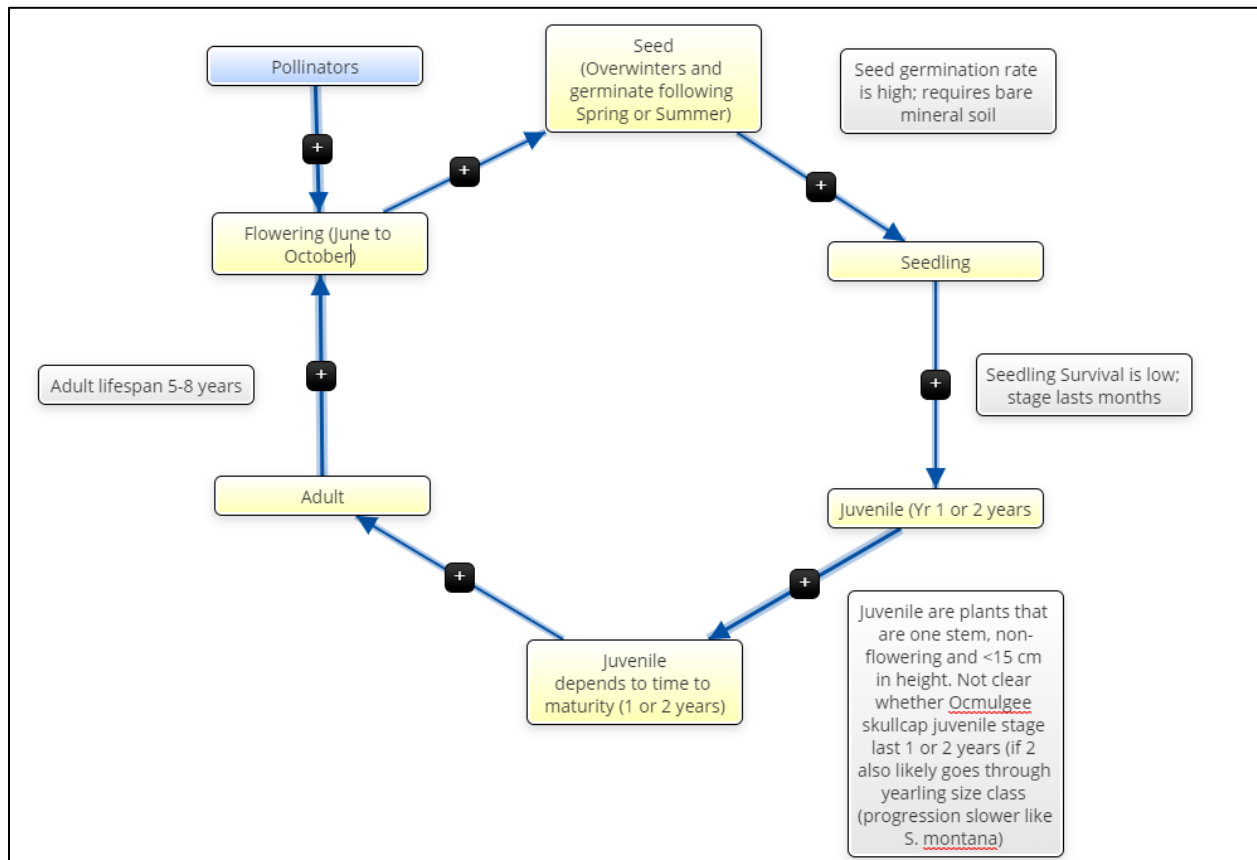 Pollinators
Seed
(Overwinters and
germinate following
Spring or Summer)
Seed germination rate
is high; requires bare
mineral soil
+
+
+
Flowering (June to
October)
Seedling
+
+
Adult lifespan 5-8 years
Seedling Survival is low;
stage lasts months
Adult
Juvenile (Yr 1 or 2 years
+
+
Juvenile
depends to time to
maturity (1 or 2 years)
Juvenile are plants that
are one stem, non-
flowering and <15 cm
in height. Not clear
whether Ocmulgee
skullcap juvenile stage
last 1 or 2 years (if 2
also likely goes through
yearling size class
(progression slower like
S. montana)